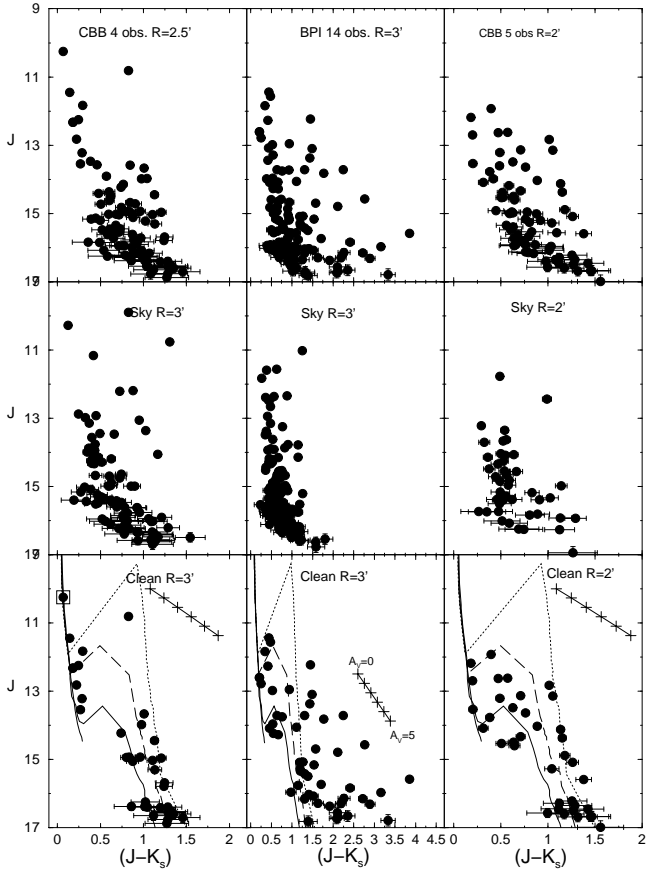 9
11
13
15
17
J
CBB 4 obs. R=2.5'
BPI 14 obs. R=3'
CBB 5 obs R=2'
9
11
13
15
17
J
Sky R=3'
Sky R=3'
Sky R=2'
11
13
15
17
J
Clean R=3'
Clean R=3'
Clean R=2'
A_V=0
A_V=5
0 0.5 1 1.5 2
0 0.5 1 1.5 2 2.5 3 3.5 4 4.5
0 0.5 1 1.5 2
(J–K_s)
(J–K_s)
(J–K_s)